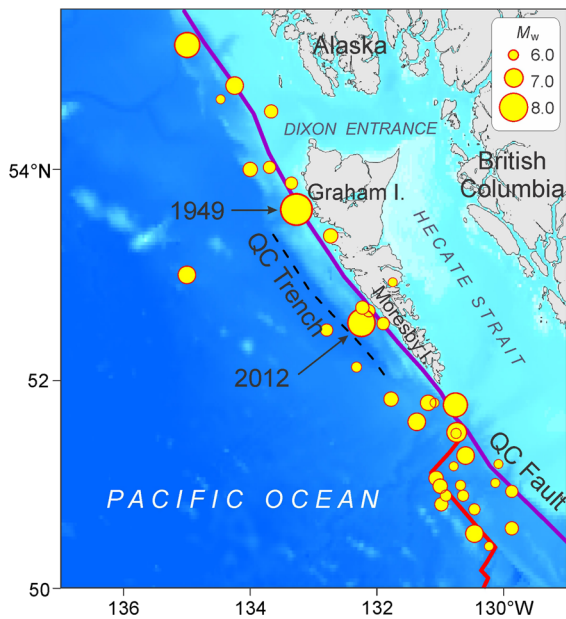 Alaska
Mw
6.0
7.0
8.0
DIXON ENTRANCE
54°N
British
Columbia
Graham I.
1949
HECATE STRAIT
QC Trench
Moresby I.
2012
52
QC Fault
PACIFIC OCEAN
50
136
134
132
130°W